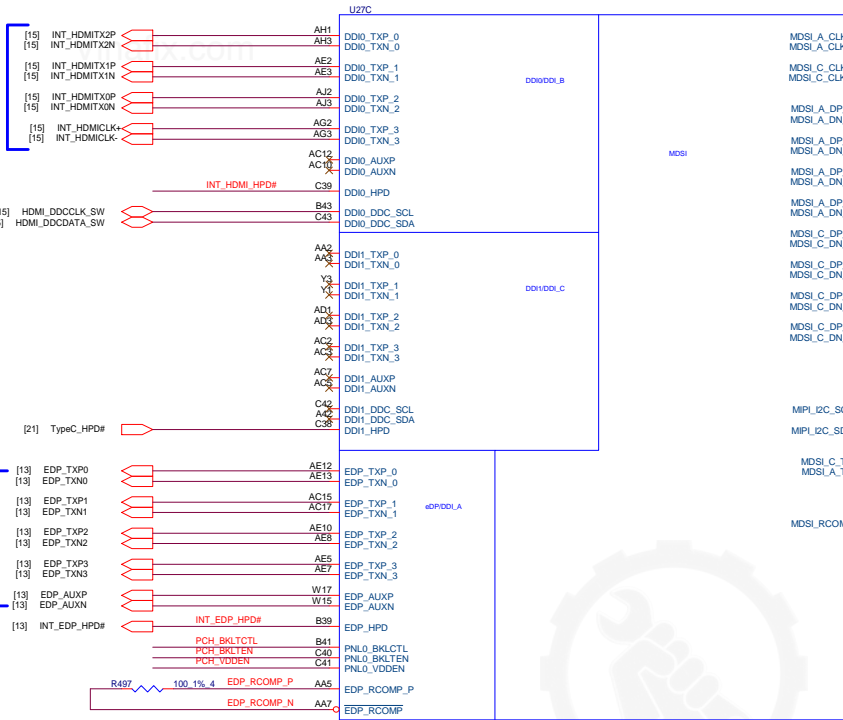 U27C
[15] INT_HDMITX2P AH1 DDI0_TXP_0 MDSI_A_CLK
[15] INT_HDMITX2N AH3 DDI0_TXN_0 MDSI_A_CLK
[15] INT_HDMITX1P AE2 DDI0_TXP_1 MDSI_C_CLK
[15] INT_HDMITX1N AE3 DDI0_TXN_1 MDSI_C_CLK
DDI0/DDI_B
[15] INT_HDMITX0P AJ2 DDI0_TXP_2 MDSI_A_DP
[15] INT_HDMITX0N AJ3 DDI0_TXN_2 MDSI_A_DN
[15] INT_HDMICLK+ AG2 DDI0_TXP_3 MDSI_A_DP
[15] INT_HDMICLK- AG3 DDI0_TXN_3 MDSI_A_DN
MDSI
AC12 DDI0_AUXP MDSI_A_DP
AC10 DDI0_AUXN MDSI_A_DN
INT_HDMI_HPD# C39 DDI0_HPD
MDSI_A_DP
15] HDMI_DDCCLK_SW B43 DDI0_DDC_SCL MDSI_A_DN
] HDMI_DDCDATA_SW C43 DDI0_DDC_SDA
MDSI_C_DP
MDSI_C_DN
AA2 DDI1_TXP_0
AA3 DDI1_TXN_0 MDSI_C_DP
MDSI_C_DN
Y3 DDI1_TXP_1 DDI1/DDI_C
Y1 DDI1_TXN_1 MDSI_C_DP
MDSI_C_DN
AD1 DDI1_TXP_2
AD3 DDI1_TXN_2 MDSI_C_DP
MDSI_C_DN
AC2 DDI1_TXP_3
AC3 DDI1_TXN_3
AC7 DDI1_AUXP
AC5 DDI1_AUXN
C42 DDI1_DDC_SCL MIPI_I2C_SC
A42 DDI1_DDC_SDA
[21] TypeC_HPD# C38 DDI1_HPD MIPI_I2C_SD
[13] EDP_TXP0 AE12 EDP_TXP_0 MDSI_C_T
[13] EDP_TXN0 AE13 EDP_TXN_0 MDSI_A_T
[13] EDP_TXP1 AC15 EDP_TXP_1
[13] EDP_TXN1 AC17 EDP_TXN_1
eDP/DDI_A
[13] EDP_TXP2 AE10 EDP_TXP_2 MDSI_RCOM
[13] EDP_TXN2 AE8 EDP_TXN_2
[13] EDP_TXP3 AE5 EDP_TXP_3
[13] EDP_TXN3 AE7 EDP_TXN_3
[13] EDP_AUXP W17 EDP_AUXP
[13] EDP_AUXN W15 EDP_AUXN
[13] INT_EDP_HPD# INT_EDP_HPD# B39 EDP_HPD
PCH_BKLTCTL B41 PNL0_BKLCTL
PCH_BKLTEN C40 PNL0_BKLTEN
PCH_VDDEN C41 PNL0_VDDEN
R497 100_1%_4 EDP_RCOMP_P AA5 EDP_RCOMP_P
EDP_RCOMP_N AA7 EDP_RCOMP